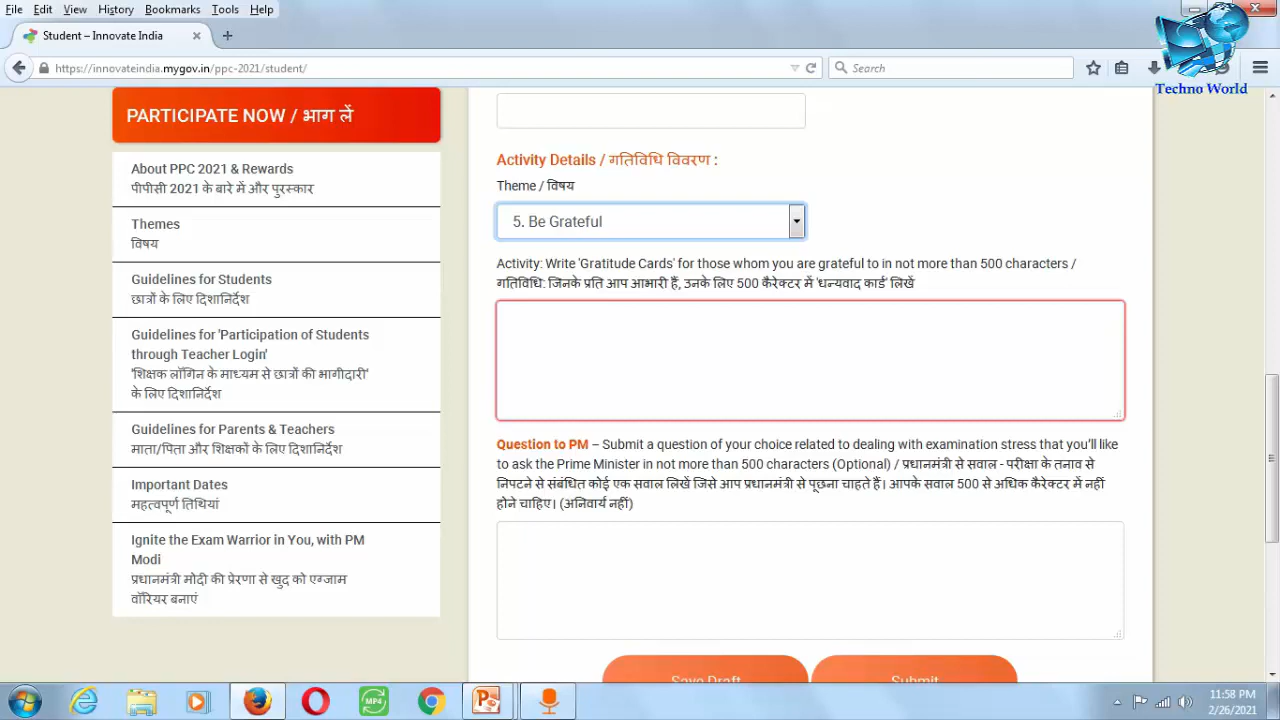 File Edit View History Bookmarks Tools Help
Student – Innovate India
https://innovateindia.mygov.in/ppc-2021/student/
Search
Techno World
PARTICIPATE NOW / भाग लें
About PPC 2021 & Rewards
पीपीसी 2021 के बारे में और पुरस्कार
Themes
विषय
Guidelines for Students
छात्रों के लिए दिशानिर्देश
Guidelines for 'Participation of Students
through Teacher Login'
'शिक्षक लॉगिन के माध्यम से छात्रों की भागीदारी'
के लिए दिशानिर्देश
Guidelines for Parents & Teachers
माता/पिता और शिक्षकों के लिए दिशानिर्देश
Important Dates
महत्वपूर्ण तिथियां
Ignite the Exam Warrior in You, with PM
Modi
प्रधानमंत्री मोदी की प्रेरणा से खुद को एग्जाम
वॉरियर बनाएं
Activity Details / गतिविधि विवरण :
Theme / विषय
5. Be Grateful
Activity: Write 'Gratitude Cards' for those whom you are grateful to in not more than 500 characters /
गतिविधि: जिनके प्रति आप आभारी हैं, उनके लिए 500 कैरेक्टर में 'धन्यवाद कार्ड' लिखें
Question to PM – Submit a question of your choice related to dealing with examination stress that you'll like
to ask the Prime Minister in not more than 500 characters (Optional) / प्रधानमंत्री से सवाल - परीक्षा के तनाव से
निपटने से संबंधित कोई एक सवाल लिखें जिसे आप प्रधानमंत्री से पूछना चाहते हैं। आपके सवाल 500 से अधिक कैरेक्टर में नहीं
होने चाहिए। (अनिवार्य नहीं)
Save Draft
Submit
MP4
11:58 PM
2/26/2021